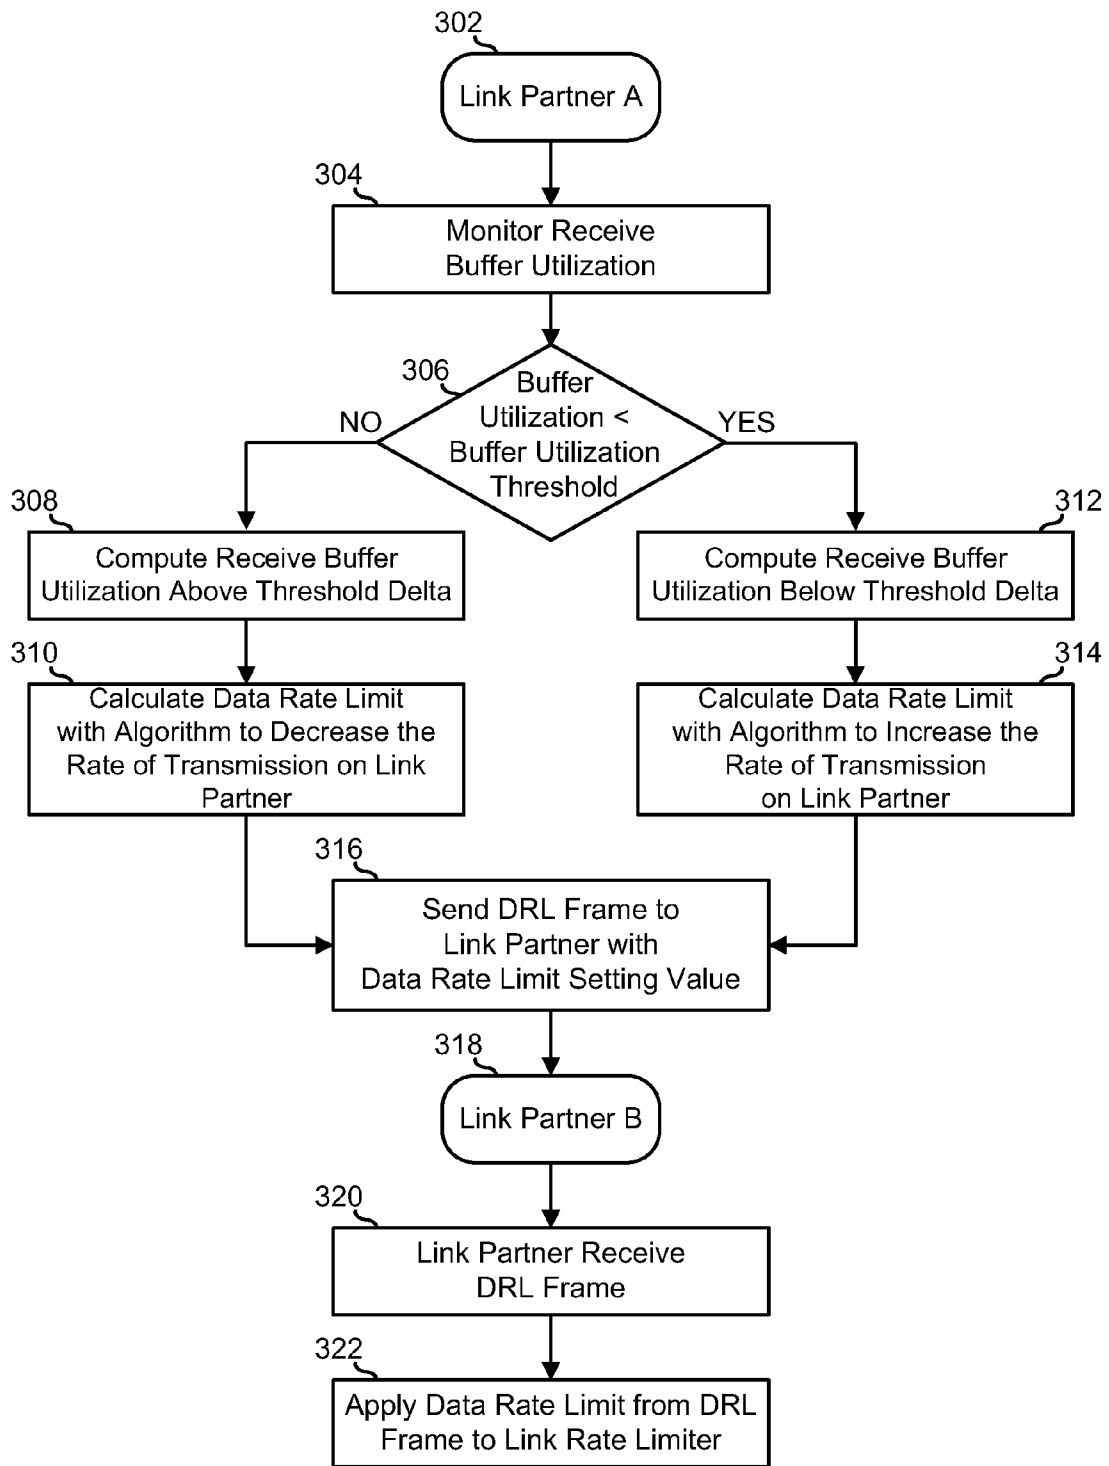 302
Link Partner A
304
Monitor Receive
Buffer Utilization
306
Buffer
Utilization <
Buffer Utilization
Threshold
NO
YES
308
Compute Receive Buffer
Utilization Above Threshold Delta
312
Compute Receive Buffer
Utilization Below Threshold Delta
310
Calculate Data Rate Limit
with Algorithm to Decrease the
Rate of Transmission on Link
Partner
314
Calculate Data Rate Limit
with Algorithm to Increase the
Rate of Transmission
on Link Partner
316
Send DRL Frame to
Link Partner with
Data Rate Limit Setting Value
318
Link Partner B
320
Link Partner Receive
DRL Frame
322
Apply Data Rate Limit from DRL
Frame to Link Rate Limiter